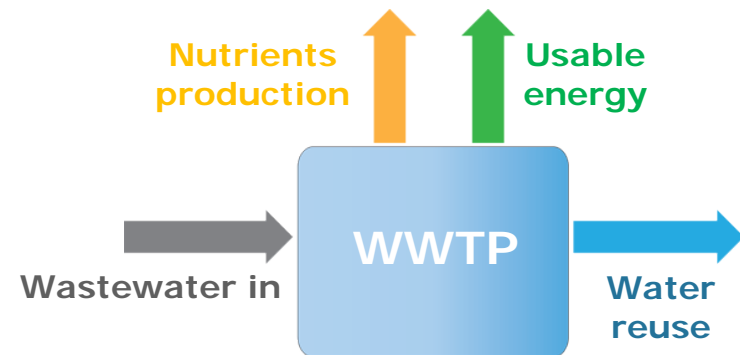 Nutrients
production
Usable
energy
WWTP
Wastewater in
Water
reuse